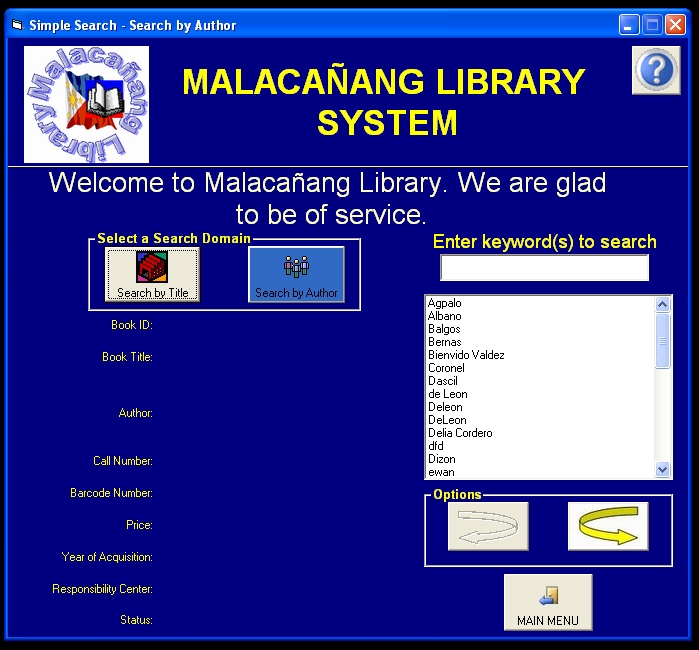 Simple Search - Search by Author
Malacañang
Library
MALACAÑANG LIBRARY
SYSTEM
?
Welcome to Malacañang Library. We are glad
to be of service.
Select a Search Domain
Search by Title
Search by Author
Enter keyword(s) to search
Agpalo
Albano
Balgos
Bernas
Bienvido Valdez
Coronel
Dascil
de Leon
Deleon
DeLeon
Delia Cordero
dfd
Dizon
ewan
Book ID:
Book Title:
Author:
Call Number:
Barcode Number:
Price:
Year of Acquisition:
Responsibility Center:
Status:
Options
MAIN MENU